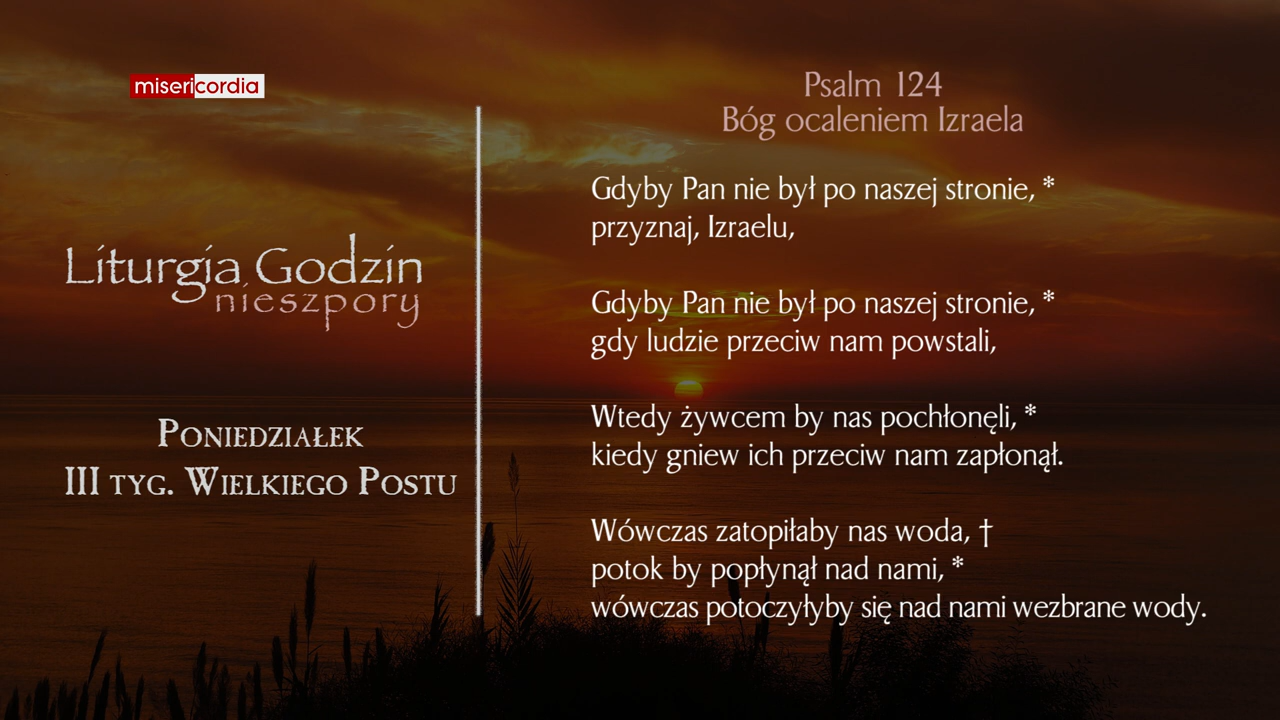 misericordia
Liturgia Godzin
nieszpory
Poniedziałek
III tyg. Wielkiego Postu
Psalm 124
Bóg ocaleniem Izraela
Gdyby Pan nie był po naszej stronie, *
przyznaj, Izraelu,
Gdyby Pan nie był po naszej stronie, *
gdy ludzie przeciw nam powstali,
Wtedy żywcem by nas pochłonęli, *
kiedy gniew ich przeciw nam zapłonął.
Wówczas zatopiłaby nas woda, †
potok by popłynął nad nami, *
wówczas potoczyłyby się nad nami wezbrane wody.